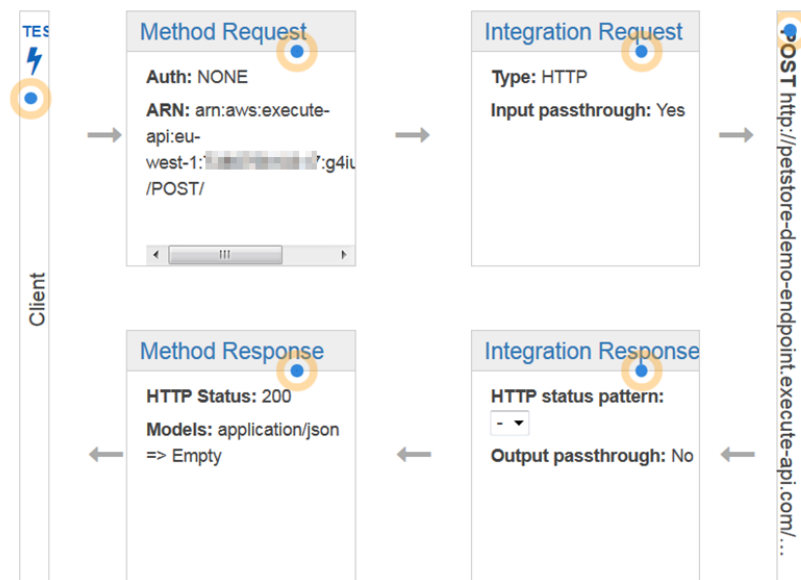 TES
Client
Method Request
Auth: NONE
ARN: arn:aws:execute-
api:eu-
west-1:
7:g4iu
/POST/
Integration Request
Type: HTTP
Input passthrough: Yes
POST http://petstore-demo-endpoint.execute-api.com/...
Method Response
HTTP Status: 200
Models: application/json
=> Empty
Integration Response
HTTP status pattern:
-
Output passthrough: No